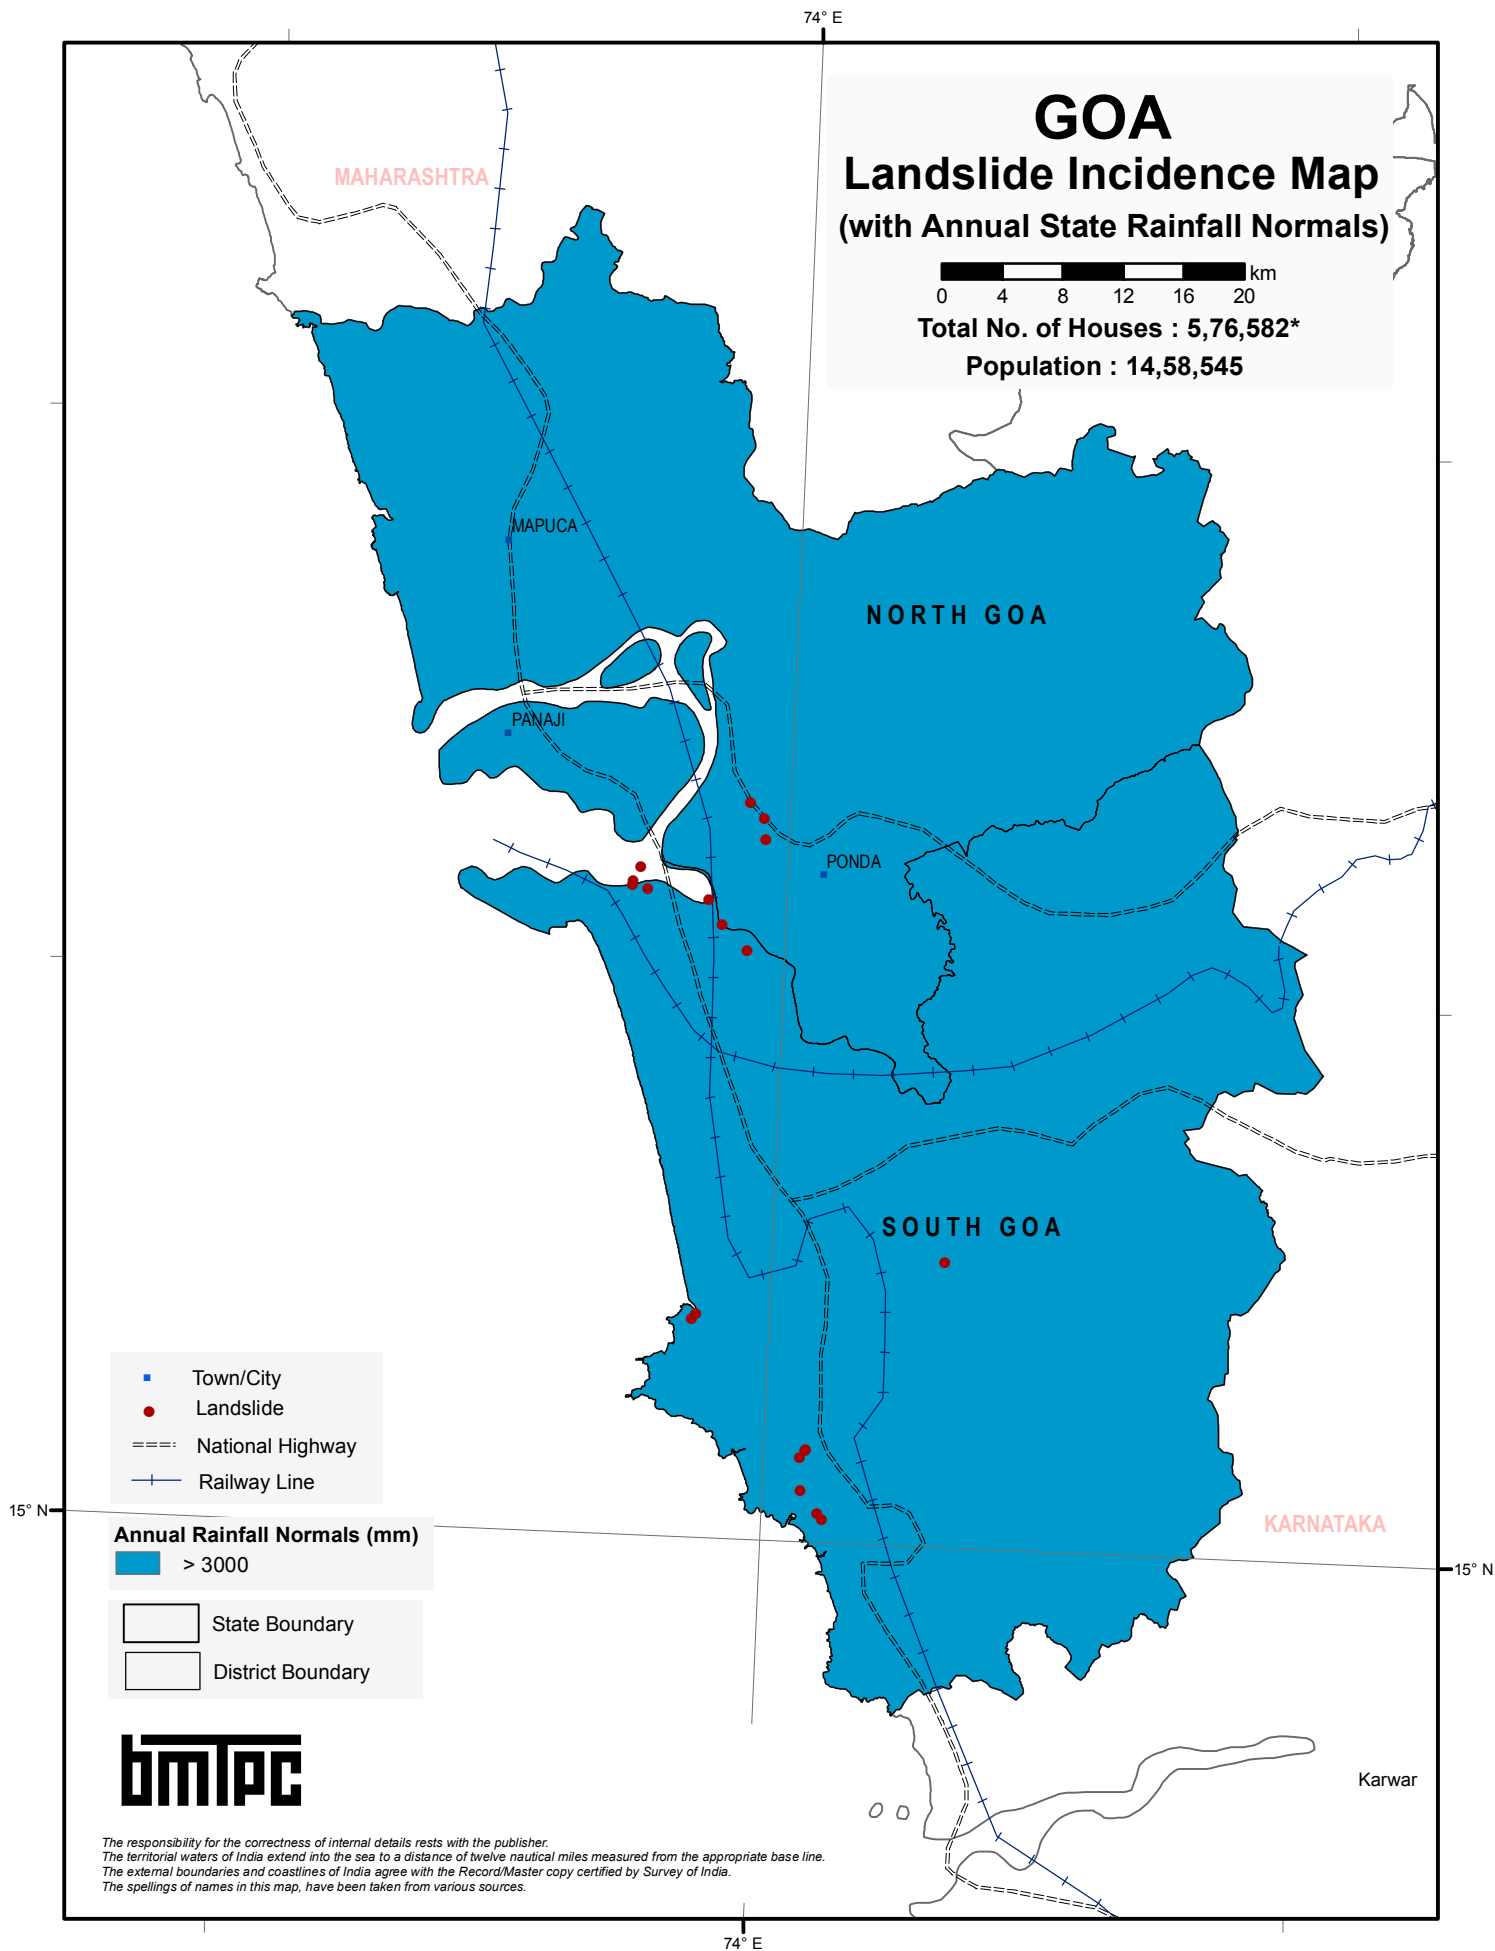 74° E
GOA
Landslide Incidence Map
(with Annual State Rainfall Normals)
km
0 4 8 12 16 20
Total No. of Houses : 5,76,582*
Population : 14,58,545
MAHARASHTRA
MAPUCA
NORTH GOA
PANAJI
PONDA
SOUTH GOA
Town/City
Landslide
National Highway
Railway Line
15° N
Annual Rainfall Normals (mm)
> 3000
KARNATAKA
15° N
State Boundary
District Boundary
bmTPC
Karwar
The responsibility for the correctness of internal details rests with the publisher.
The territorial waters of India extend into the sea to a distance of twelve nautical miles measured from the appropriate base line.
The external boundaries and coastlines of India agree with the Record/Master copy certified by Survey of India.
The spellings of names in this map, have been taken from various sources.
74° E